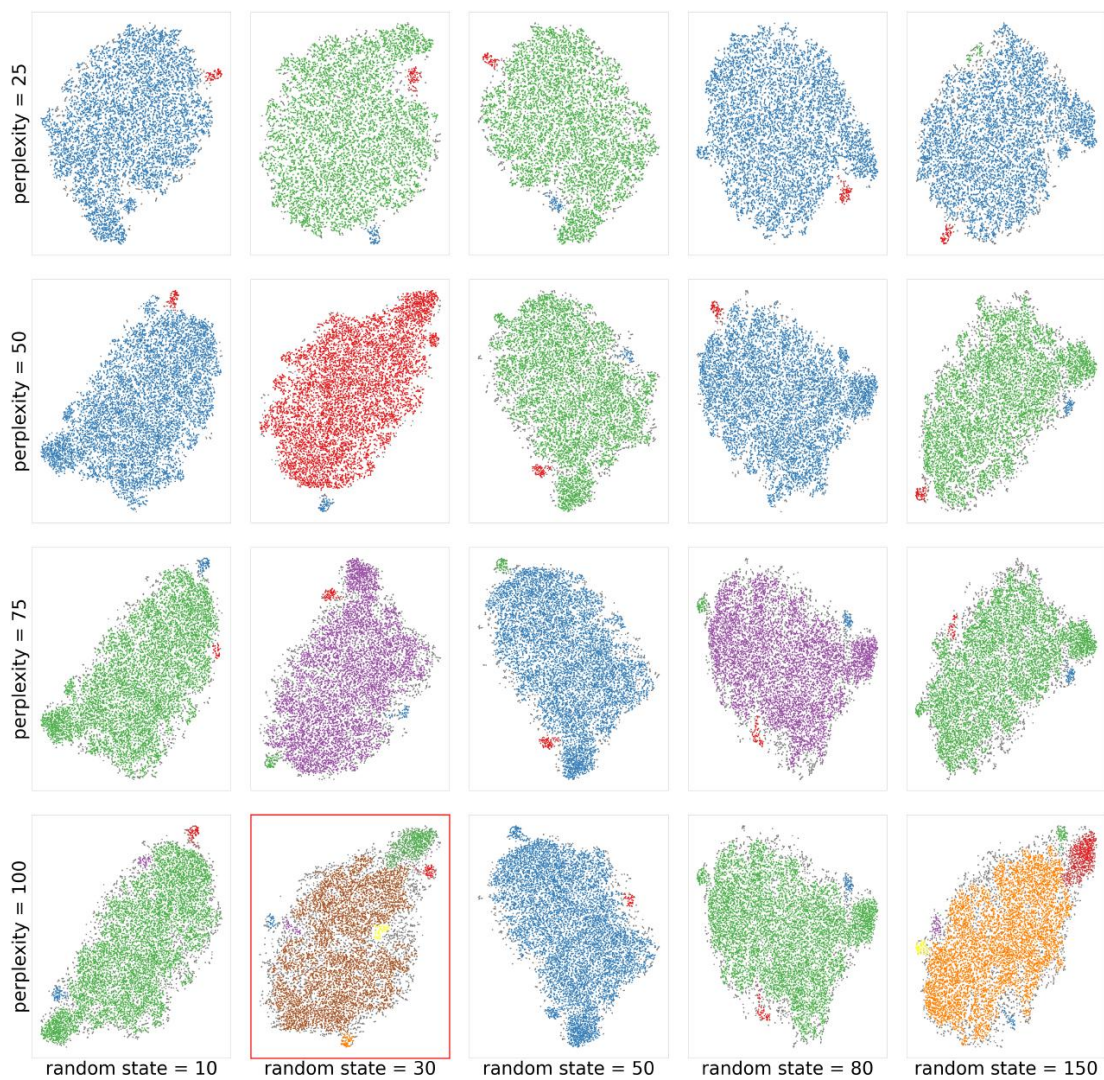 perplexity = 25
perplexity = 50
perplexity = 75
perplexity = 100
random state = 10
random state = 30
random state = 50
random state = 80
random state = 150